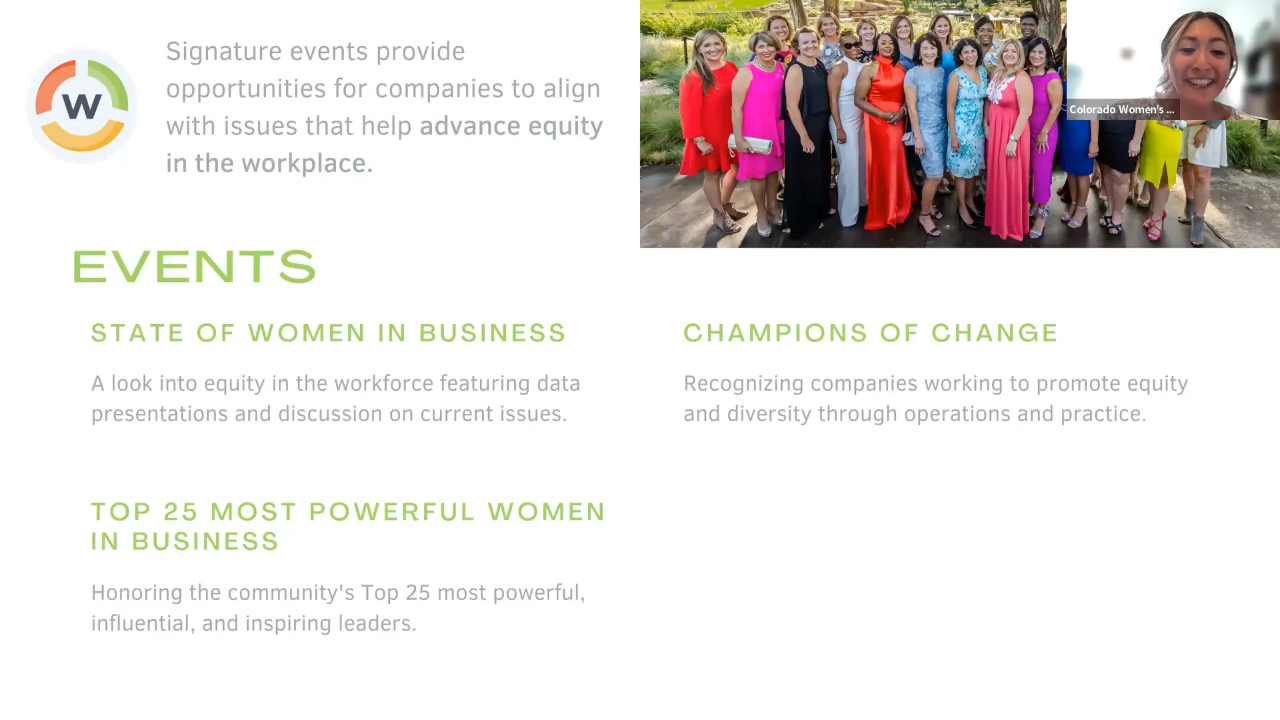 W
Signature events provide
opportunities for companies to align
with issues that help advance equity
in the workplace.
Colorado Women's ...
EVENTS
STATE OF WOMEN IN BUSINESS
A look into equity in the workforce featuring data
presentations and discussion on current issues.
CHAMPIONS OF CHANGE
Recognizing companies working to promote equity
and diversity through operations and practice.
TOP 25 MOST POWERFUL WOMEN
IN BUSINESS
Honoring the community's Top 25 most powerful,
influential, and inspiring leaders.